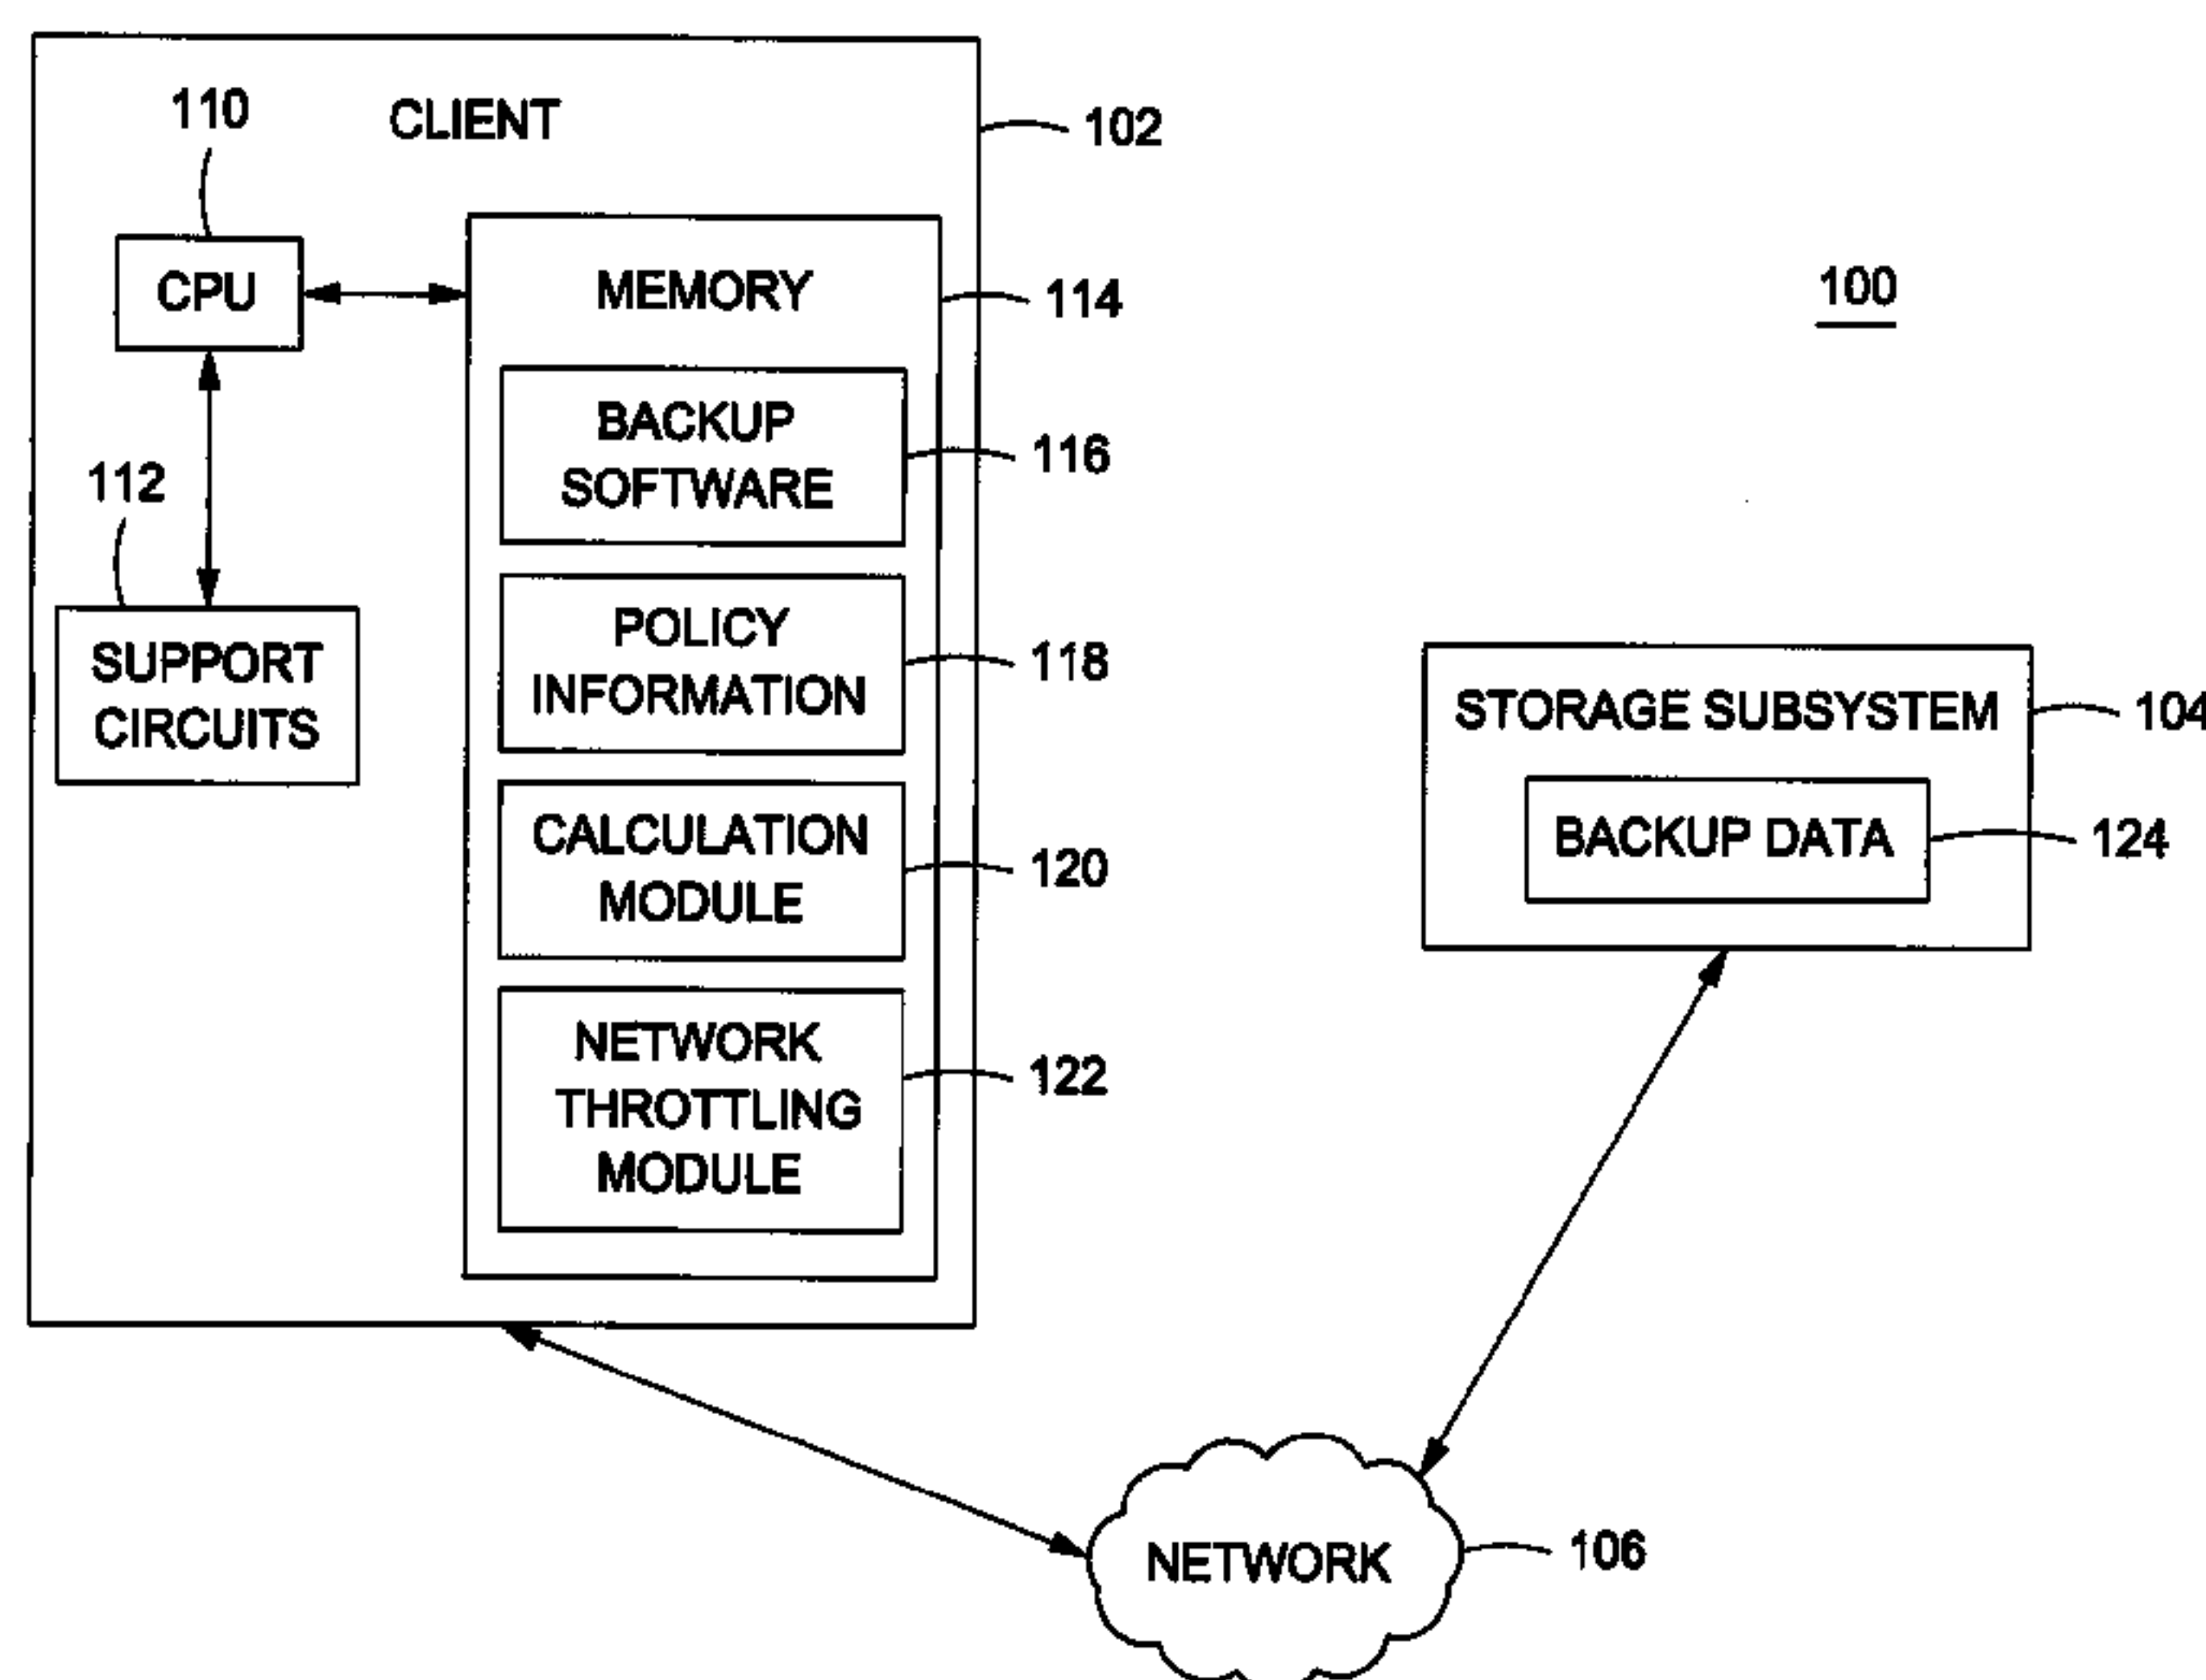 110
CLIENT
102
CPU
MEMORY
114
100
BACKUP
SOFTWARE
116
112
SUPPORT
CIRCUITS
POLICY
INFORMATION
118
STORAGE SUBSYSTEM
104
CALCULATION
MODULE
120
BACKUP DATA
124
NETWORK
THROTTLING
MODULE
122
NETWORK
106